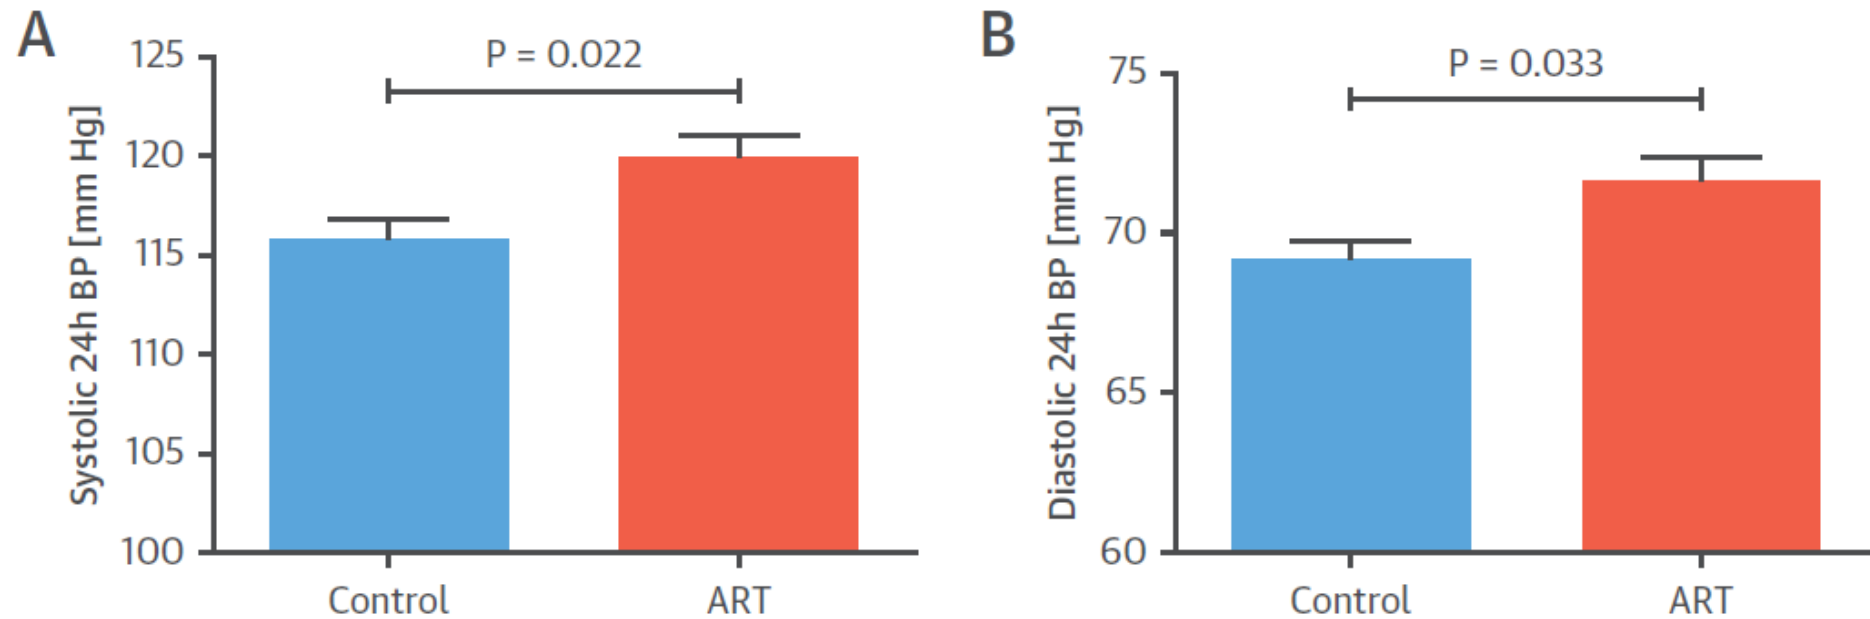 A
Systolic 24h BP [mm Hg]
125
120
115
110
105
100
P = 0.022
Control
ART
B
Diastolic 24h BP [mm Hg]
75
70
65
60
P = 0.033
Control
ART